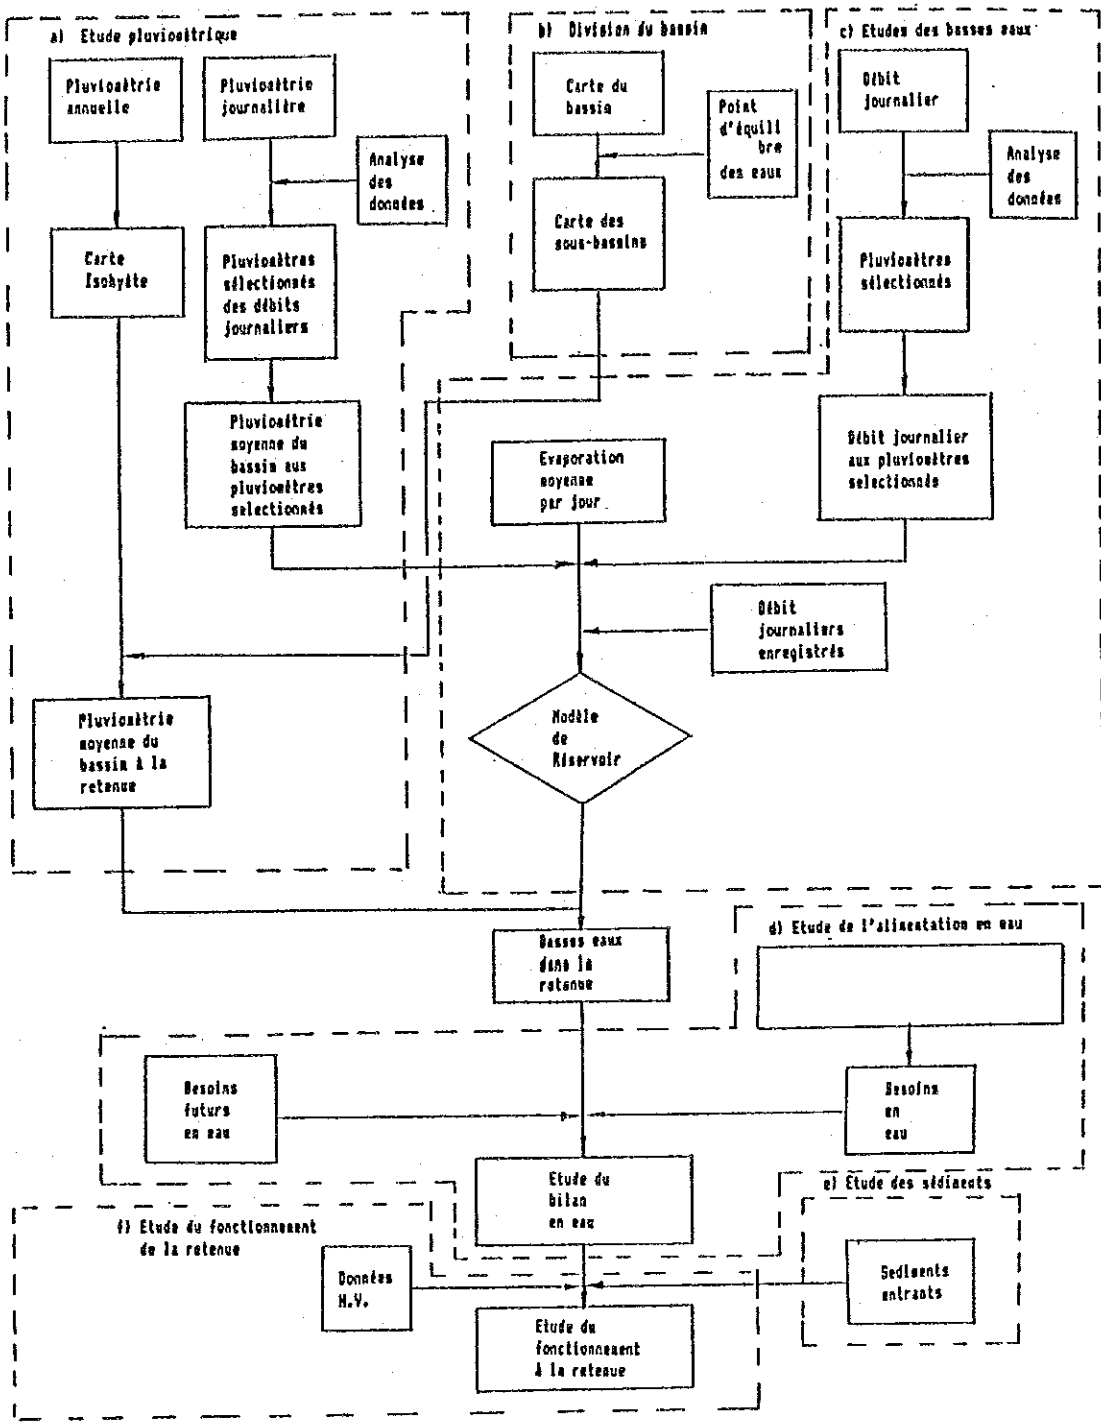 a) Etude pluviométrique
Pluviométrie
annuelle
Pluviométrie
journalière
Analyse
des
données
Carte
Isohyète
Pluviomètres
sélectionnés
des débits
journaliers
Pluviométrie
moyenne du
bassin aux
pluviomètres
selectionnés
Pluviométrie
moyenne du
bassin à la
retenue
b) Division du bassin
Carte du
bassin
Point
d'équili
bre
des eaux
Carte des
sous-bassins
c) Etudes des basses eaux
Débit
journalier
Analyse
des
données
Pluviomètres
sélectionnés
Débit journalier
aux pluviomètres
selectionnés
Evaporation
moyenne
par jour
Débit
journaliers
enregistrés
Modèle
de
Réservoir
Basses eaux
dans la
retenue
d) Etude de l'alimentation en eau
Besoins
futurs
en eau
Besoins
en
eau
Etude du
bilan
en eau
e) Etude des sédiments
Sediments
entrants
f) Etude du fonctionnement
de la retenue
Données
H.V.
Etude du
fonctionnement
à la retenue